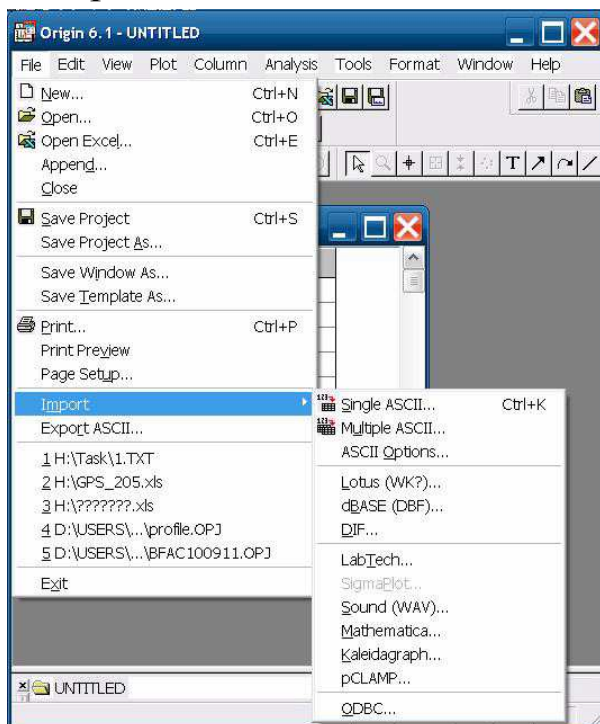 Origin 6.1 - UNTITLED
File Edit View Plot Column Analysis Tools Format Window Help
New... Ctrl+N
Open... Ctrl+O
Open Excel... Ctrl+E
Append...
Close
Save Project Ctrl+S
Save Project As...
Save Window As...
Save Template As...
Print... Ctrl+P
Print Preview
Page Setup...
Import
Export ASCII...
1 H:\Task\1.TXT
2 H:\GPS_205.xls
3 H:\???????.xls
4 D:\USERS\...\profile.OPJ
5 D:\USERS\...\BFAC100911.OPJ
Exit
Single ASCII... Ctrl+K
Multiple ASCII...
ASCII Options...
Lotus (WK?)...
dBASE (DBF)...
DIF...
LabTech...
SigmaPlot...
Sound (WAV)...
Mathematica...
Kaleidagraph...
pCLAMP...
ODBC...
T
UNTITLED